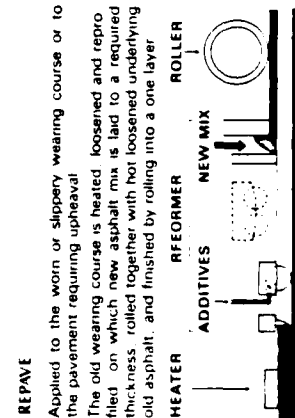 REPAVE
Applied to the worn or slippery wearing course or to
the pavement requiring upheaval
The old wearing course is heated, loosened and repro
filed on which new asphalt mix is laid to a required
thickness rolled together with hot loosened underlying
old asphalt, and finished by rolling into a one layer
HEATER
ADDITIVES
RFEORMER
NEW MIX
ROLLER